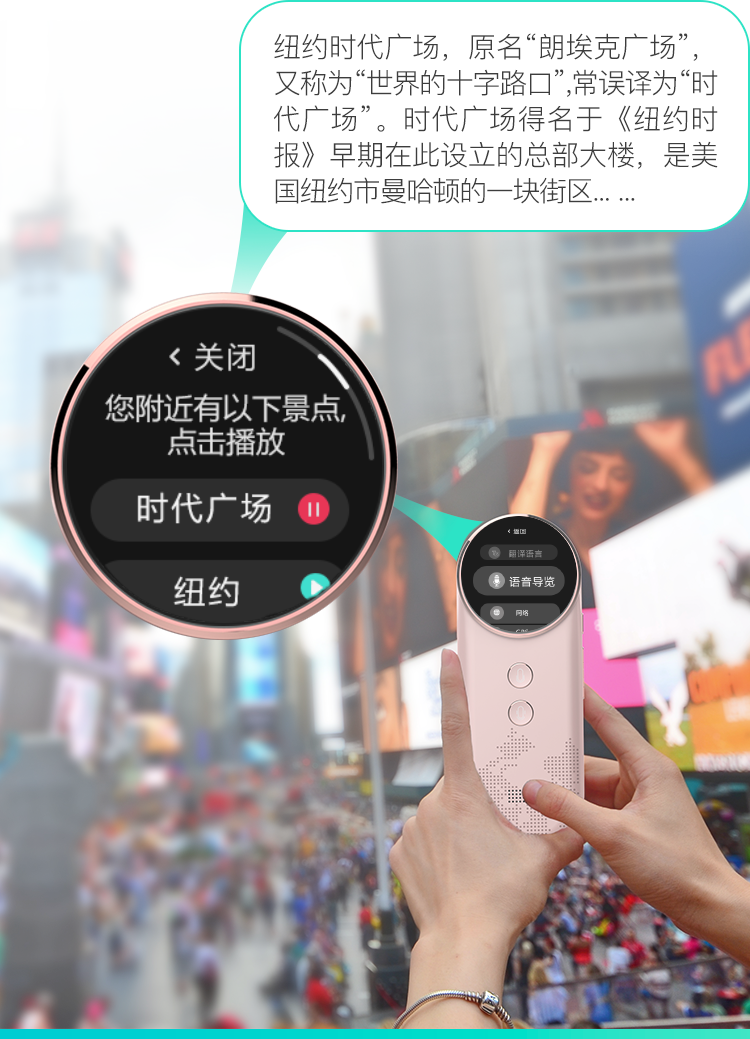 纽约时代广场，原名“朗埃克广场”，
又称为“世界的十字路口”,常误译为“时
代广场”。时代广场得名于《纽约时
报》早期在此设立的总部大楼，是美
国纽约市曼哈顿的一块街区... ...
关闭
您附近有以下景点,
点击播放
时代广场
纽约
返回
翻译语言
语音导览
网络